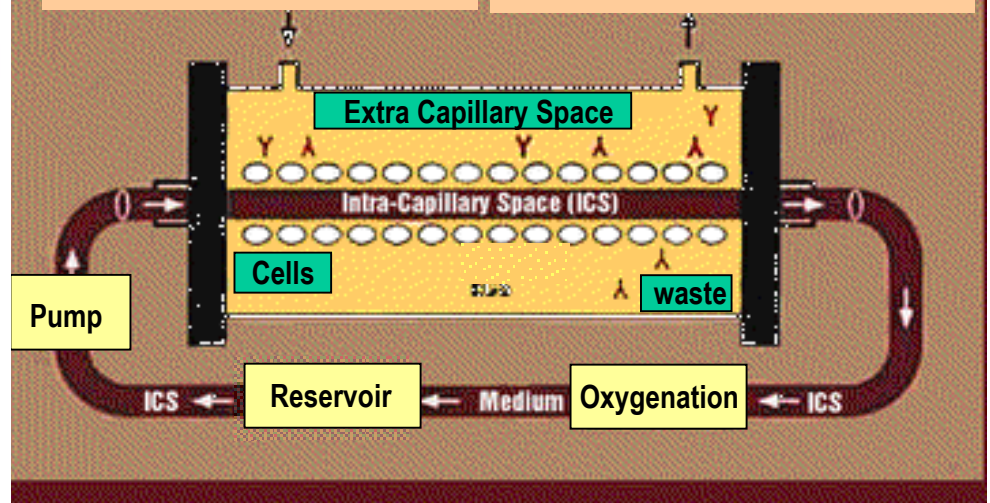 Extra Capillary Space
Intra-Capillary Space (ICS)
Cells
waste
Pump
ICS
Reservoir
Medium
Oxygenation
ICS